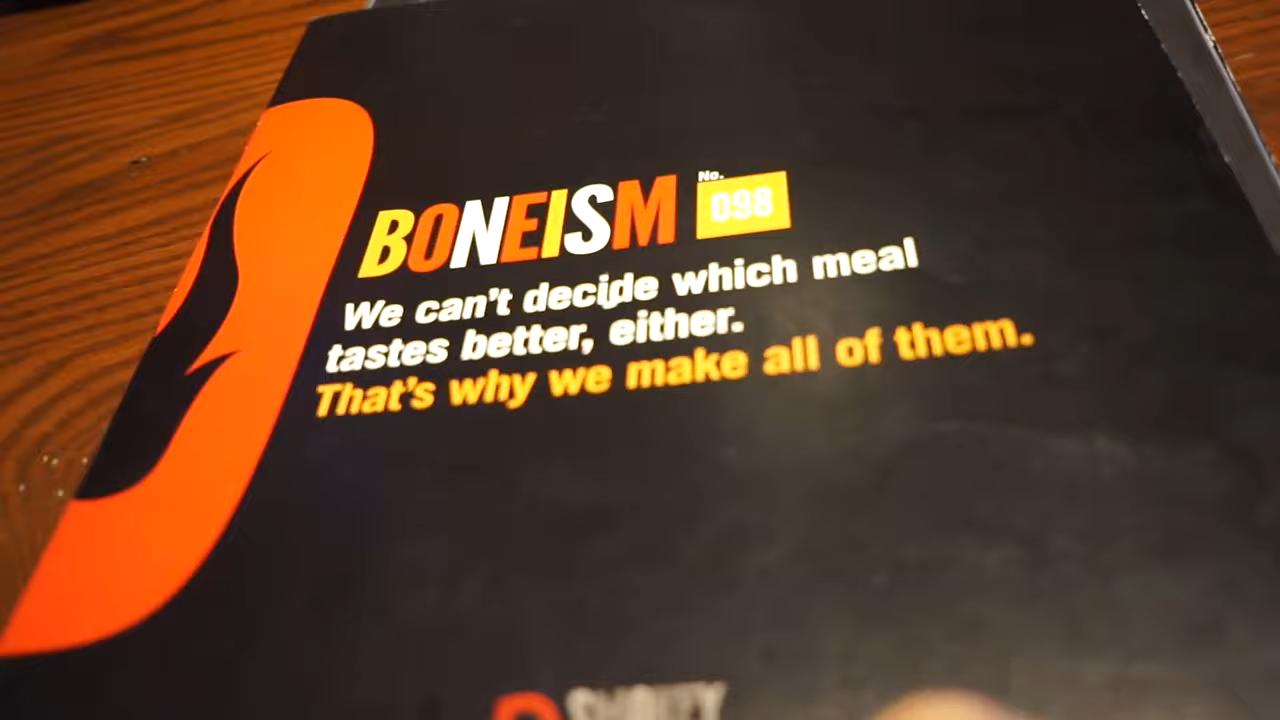 BONEISM No. 098
We can't decide which meal
tastes better, either.
That's why we make all of them.